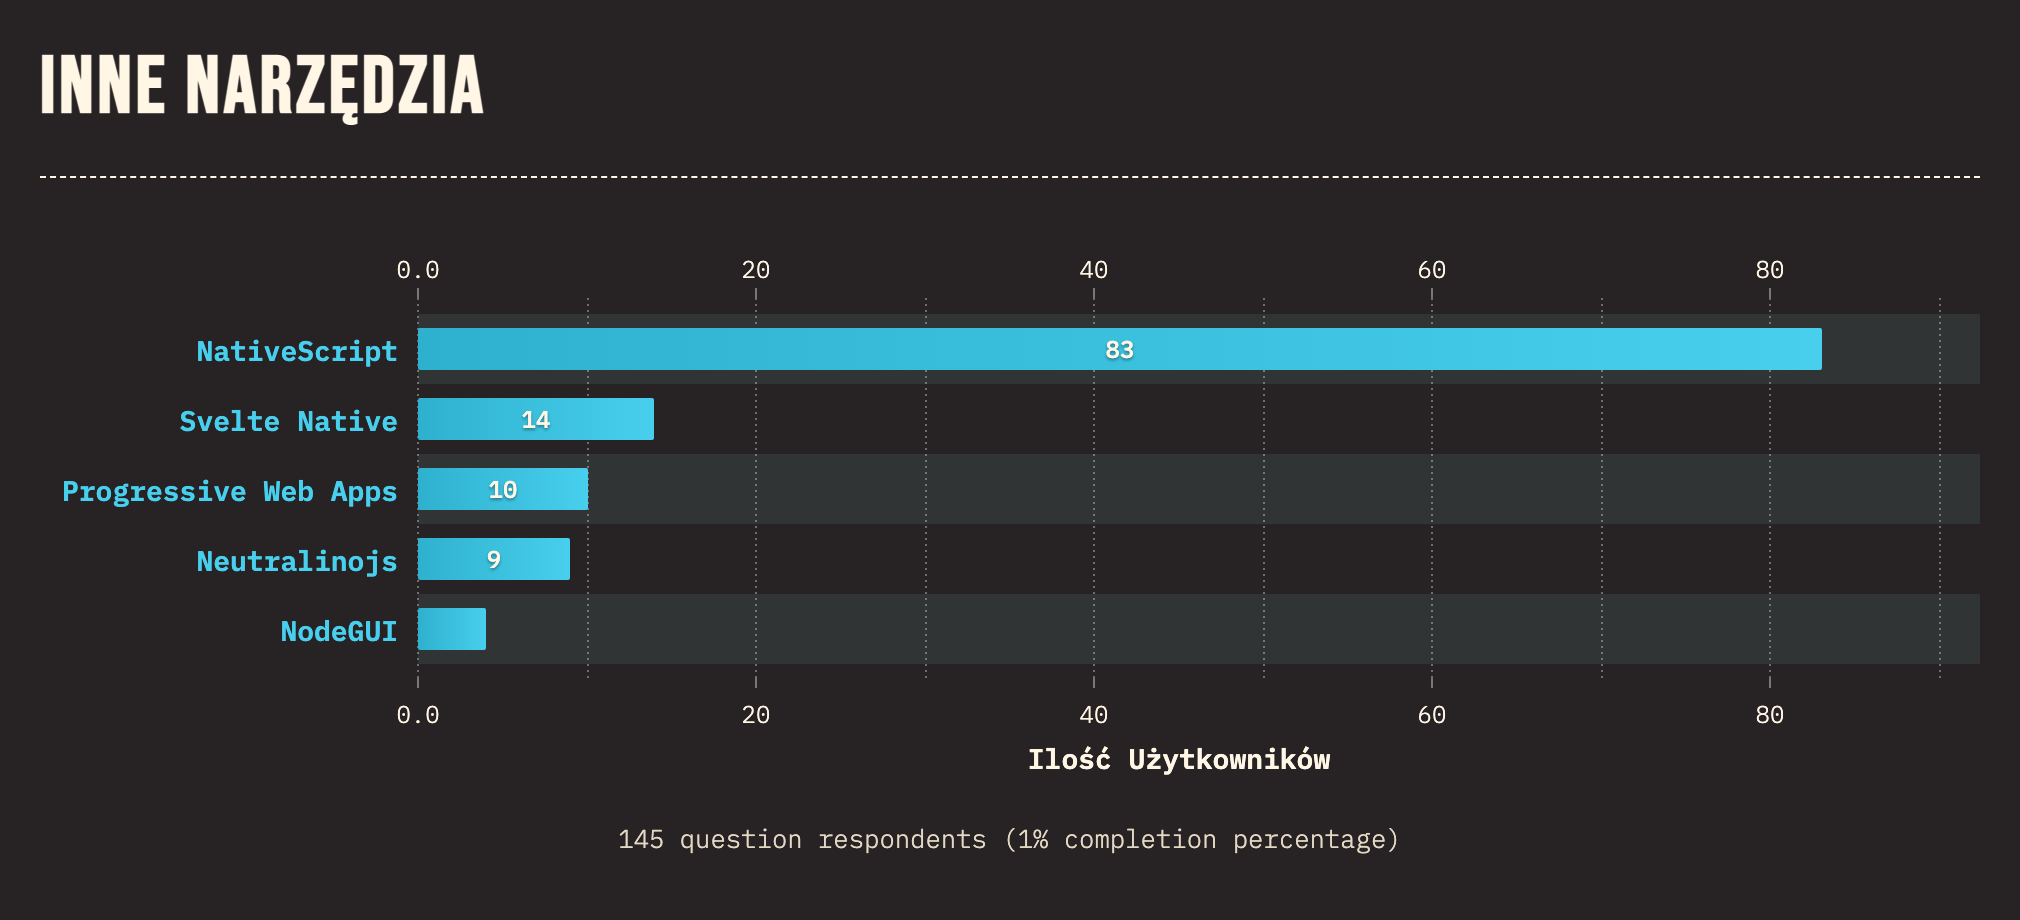 INNE NARZĘDZIA
0.0 20 40 60 80
NativeScript 83
Svelte Native 14
Progressive Web Apps 10
Neutralinojs 9
NodeGUI
0.0 20 40 60 80
Ilość Użytkowników
145 question respondents (1% completion percentage)